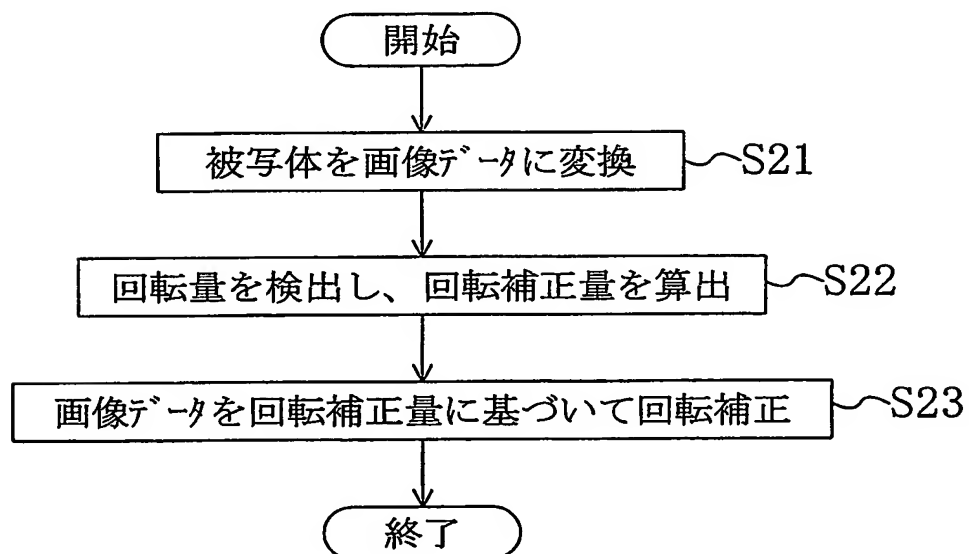 開始
被写体を画像データに変換 S21
回転量を検出し、回転補正量を算出 S22
画像データを回転補正量に基づいて回転補正 S23
終了